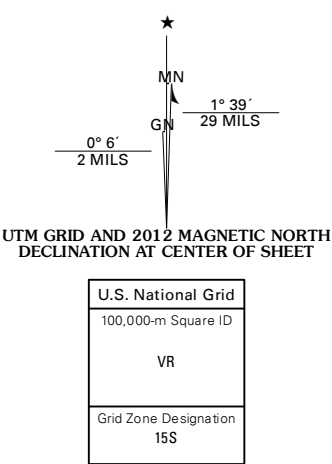 MN
1° 39´
29 MILS
GN
0° 6´
2 MILS
UTM GRID AND 2012 MAGNETIC NORTH
DECLINATION AT CENTER OF SHEET
U.S. National Grid
100,000-m Square ID
VR
Grid Zone Designation
15S